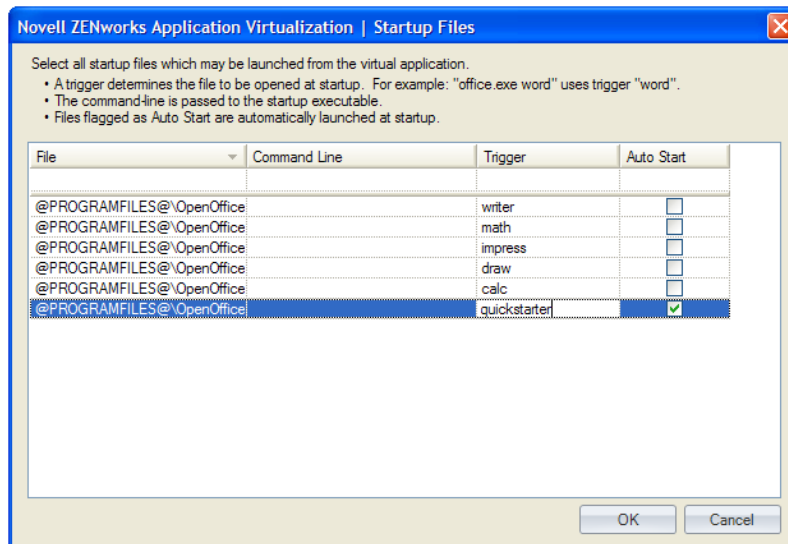 Novell ZENworks Application Virtualization | Startup Files
Select all startup files which may be launched from the virtual application.
• A trigger determines the file to be opened at startup. For example: "office.exe word" uses trigger "word".
• The command-line is passed to the startup executable.
• Files flagged as Auto Start are automatically launched at startup.
File Command Line Trigger Auto Start
@PROGRAMFILES@\OpenOffice writer
@PROGRAMFILES@\OpenOffice math
@PROGRAMFILES@\OpenOffice impress
@PROGRAMFILES@\OpenOffice draw
@PROGRAMFILES@\OpenOffice calc
@PROGRAMFILES@\OpenOffice quickstarter
OK Cancel